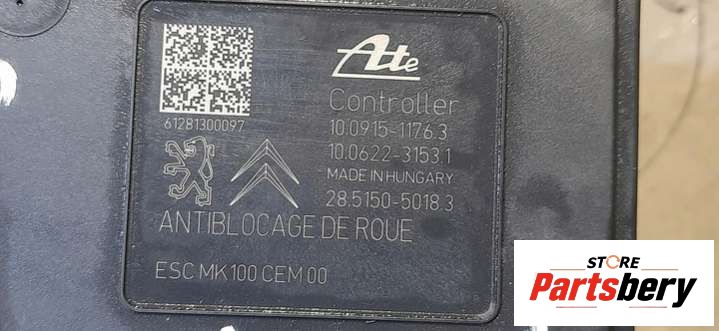 Ate
Controller
61281300097
10.0915-1176.3
10.0622-3153.1
MADE IN HUNGARY
28.5150-5018.3
ANTIBLOCAGE DE ROUE
ESC MK100 CEM 00
STORE
Partsbery